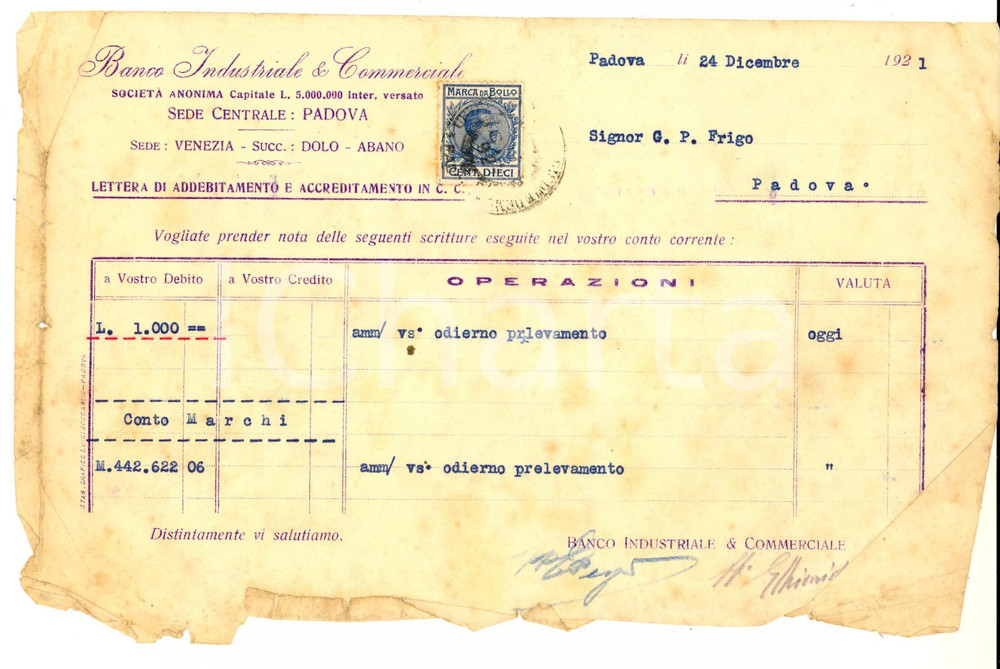 Banco Industriale & Commerciale
SOCIETÀ ANONIMA Capitale L. 5.000.000 inter. versato
SEDE CENTRALE: PADOVA
SEDE: VENEZIA - SUCC.: DOLO - ABANO
LETTERA DI ADDEBITAMENTO E ACCREDITAMENTO IN C. C.
MARCA DA BOLLO
CENT. DIECI
Padova li 24 Dicembre 1921
Signor G. P. Frigo
Padova.
Vogliate prender nota delle seguenti scritture eseguite nel vostro conto corrente:
a Vostro Debito a Vostro Credito OPERAZIONI VALUTA
L. 1.000 == amm/ vs° odierno prlevamento oggi
Conto Marchi
M.442.622 06 amm/ vs° odierno prelevamento "
Distintamente vi salutiamo.
BANCO INDUSTRIALE & COMMERCIALE
iCharta